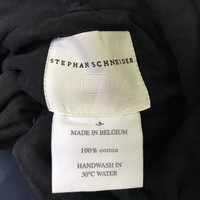 STEPHAN SCHNEIDER
-3-
MADE IN BELGIUM
100% cotton
HANDWASH IN
30°C WATER